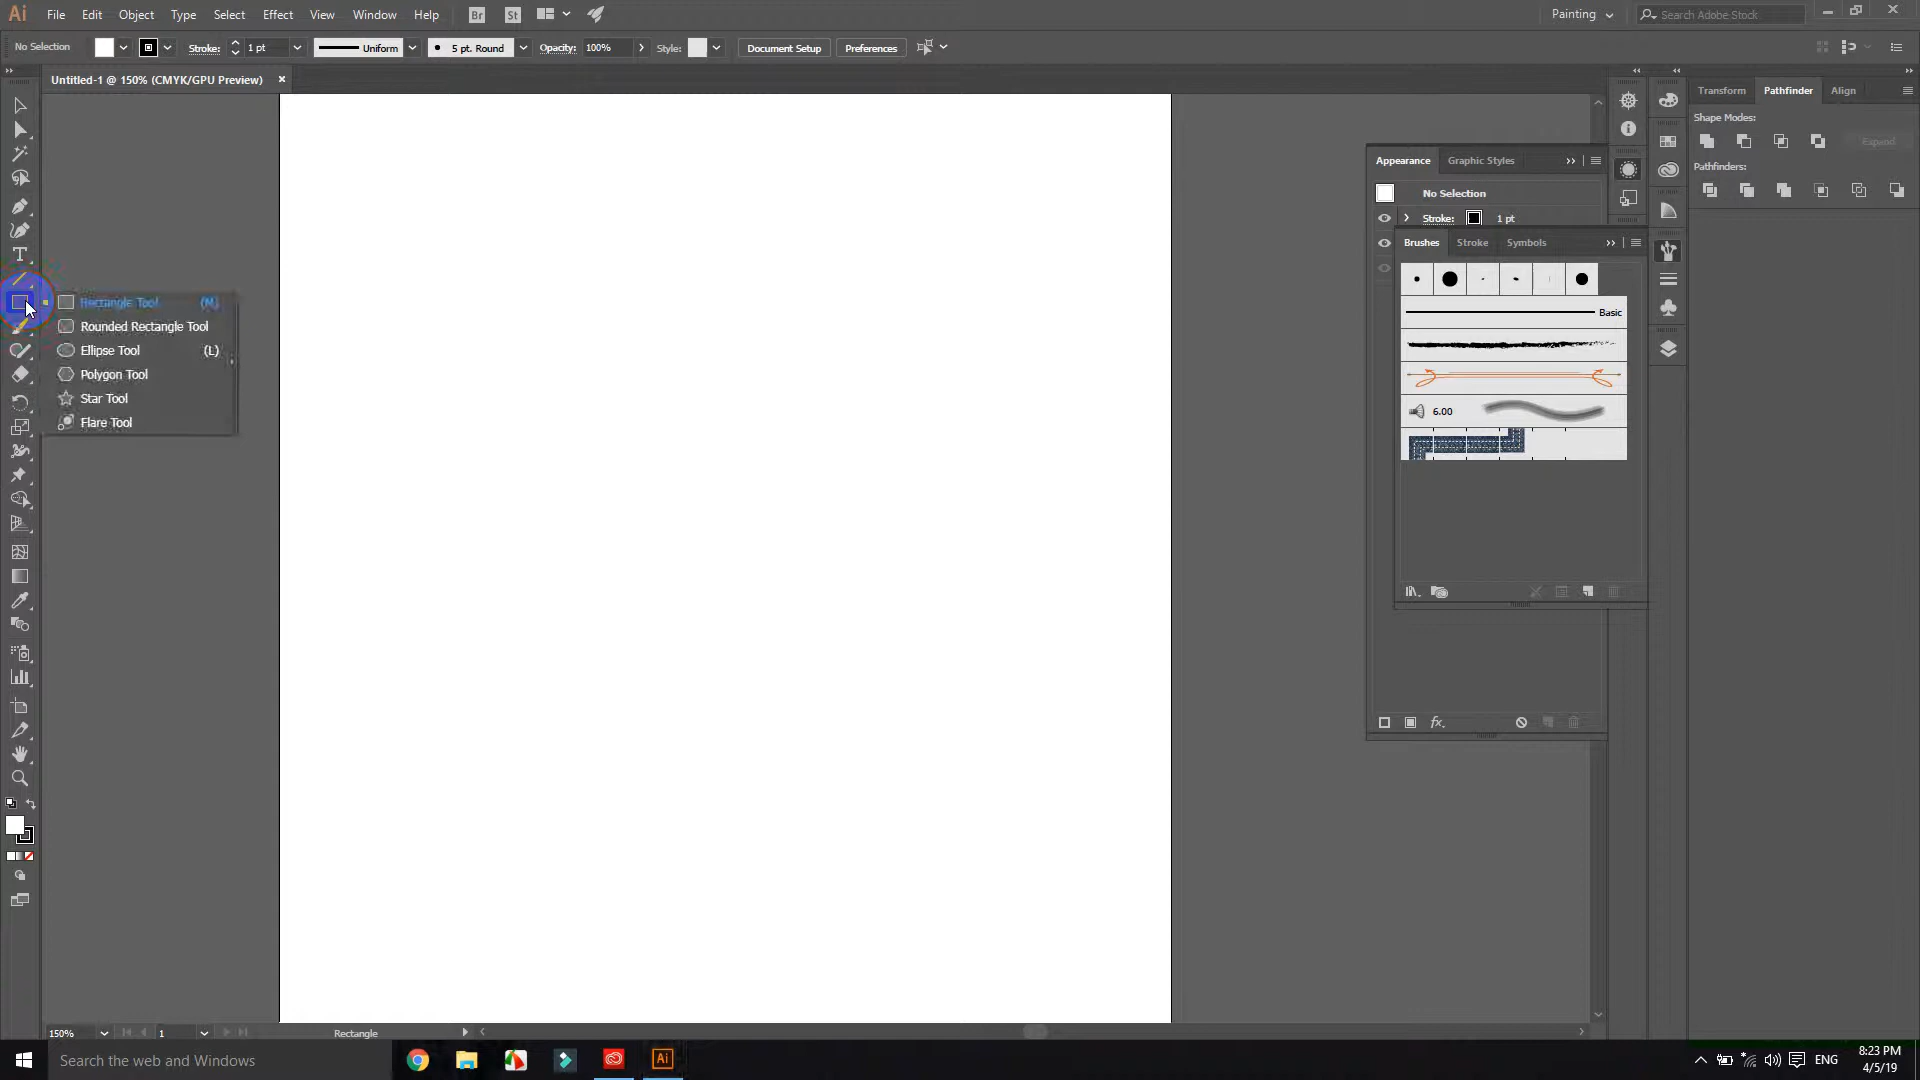 Ai File Edit Object Type Select Effect View Window Help Br St Painting Search Adobe Stock
No Selection Stroke: 1 pt Uniform 5 pt. Round Opacity: 100% Style: Document Setup Preferences
Untitled-1 @ 150% (CMYK/GPU Preview)
Transform Pathfinder Align
Shape Modes:
Expand
Pathfinders:
Appearance Graphic Styles
No Selection
Stroke: 1 pt
Brushes Stroke Symbols
Basic
6.00
fx.
Rectangle Tool (M)
Rounded Rectangle Tool
Ellipse Tool (L)
Polygon Tool
Star Tool
Flare Tool
150% 1 Rectangle
Search the web and Windows
Ai
ENG
8:23 PM
4/5/19